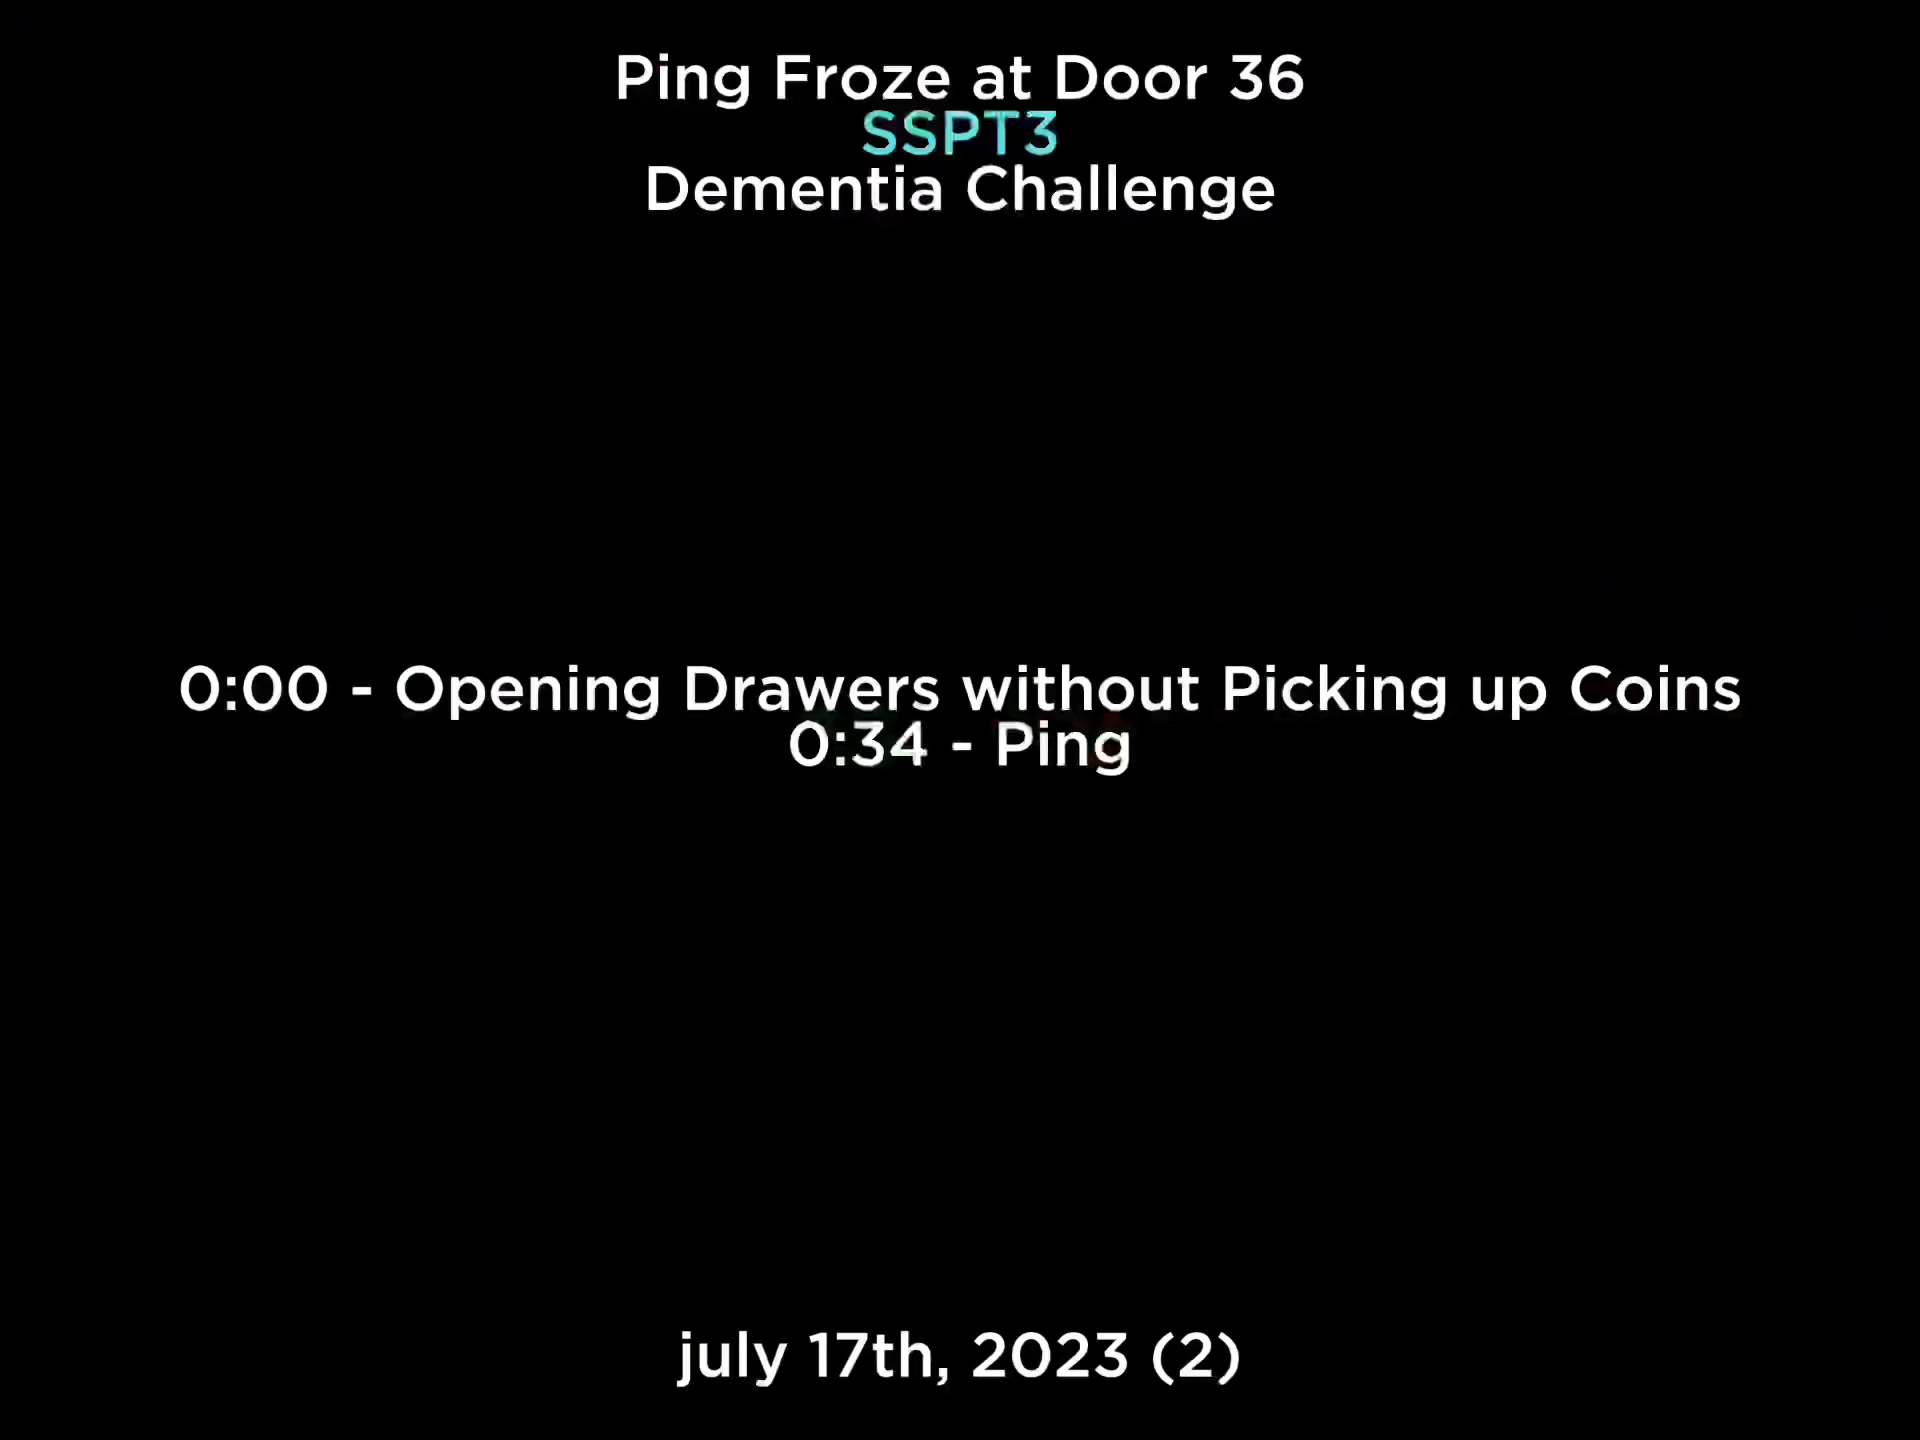 Ping Froze at Door 36
SSPT3
Dementia Challenge
0:00 - Opening Drawers without Picking up Coins
0:34 - Ping
july 17th, 2023 (2)